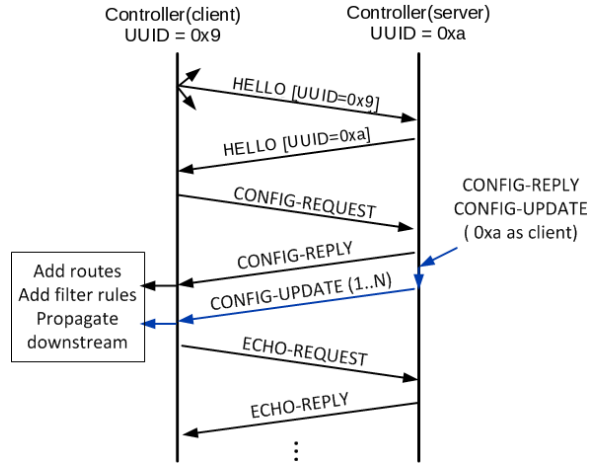 Controller(client)
UUID = 0x9
Controller(server)
UUID = 0xa
HELLO [UUID=0x9]
HELLO [UUID=0xa]
CONFIG-REQUEST
CONFIG-REPLY
CONFIG-UPDATE
( 0xa as client)
CONFIG-REPLY
Add routes
Add filter rules
Propagate
downstream
CONFIG-UPDATE (1..N)
ECHO-REQUEST
ECHO-REPLY